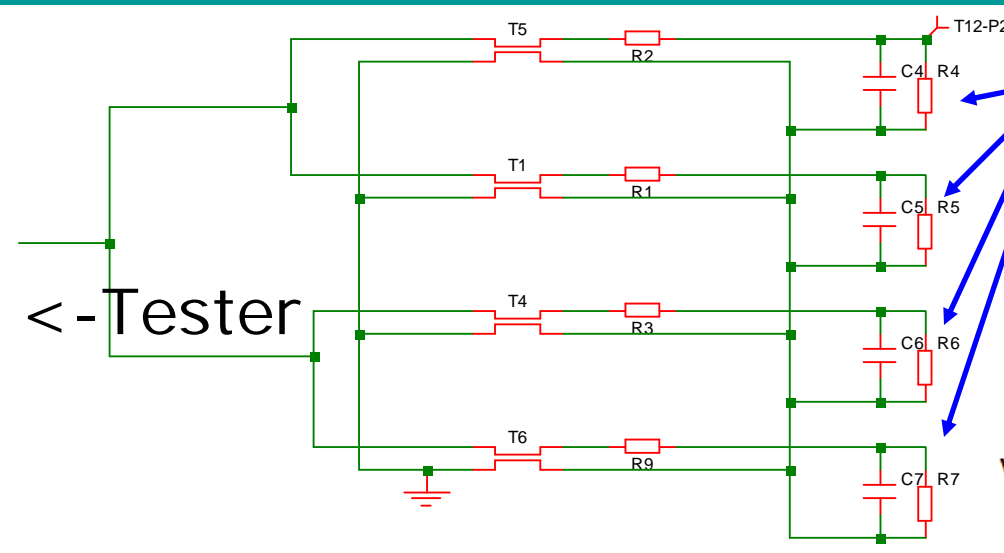 T5
T12-P2
R2
C4 R4
T1
R1
C5 R5
T4
<-Tester
R3
C6 R6
T6
R9
C7 R7